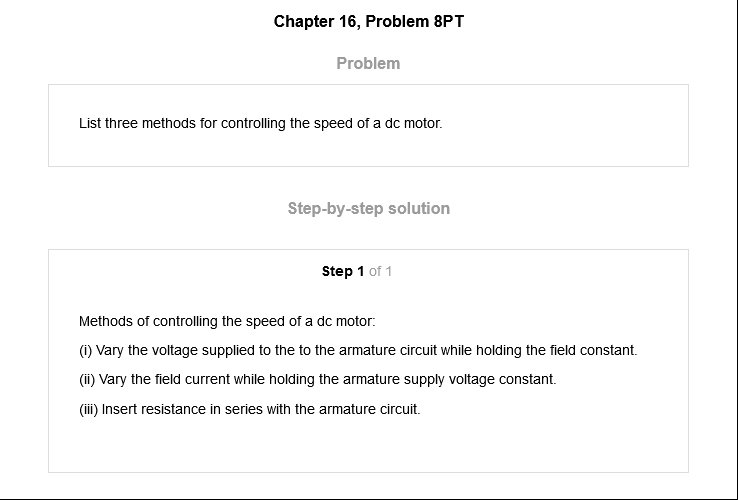 Chapter 16, Problem 8PT
Problem
List three methods for controlling the speed of a dc motor.
Step-by-step solution
Step 1 of 1
Methods of controlling the speed of a dc motor:
(i) Vary the voltage supplied to the to the armature circuit while holding the field constant.
(ii) Vary the field current while holding the armature supply voltage constant.
(iii) Insert resistance in series with the armature circuit.